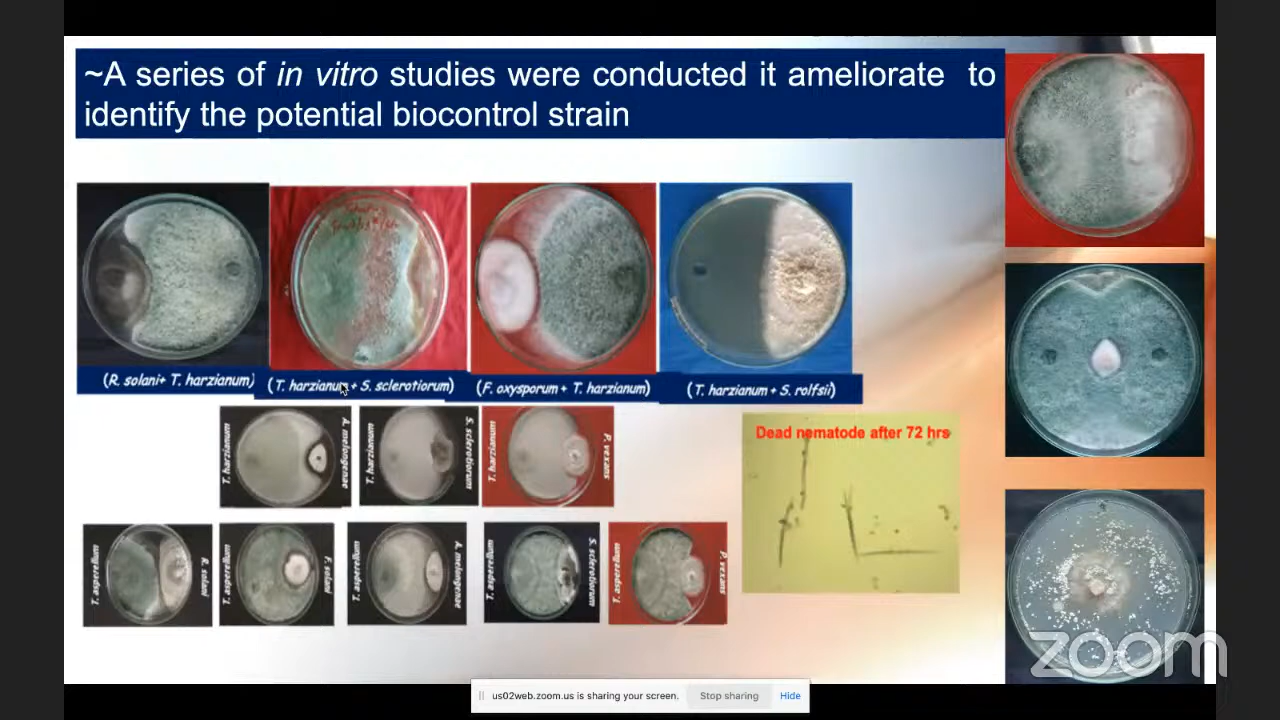 ~A series of in vitro studies were conducted it ameliorate to
identify the potential biocontrol strain
(R. solani+ T. harzianum)
(T. harzianum + S. sclerotiorum)
(F. oxysporum + T. harzianum)
(T. harzianum + S. rolfsii)
T. harzianum
A. melongenae
T. harzianum
S. sclerotiorum
T. harzianum
P. vexans
Dead nematode after 72 hrs
T. asperellum
R. solani
T. asperellum
F. solani
T. asperellum
A. melongenae
T. asperellum
S. sclerotiorum
T. asperellum
P. vexans
zoom
us02web.zoom.us is sharing your screen.
Stop sharing
Hide